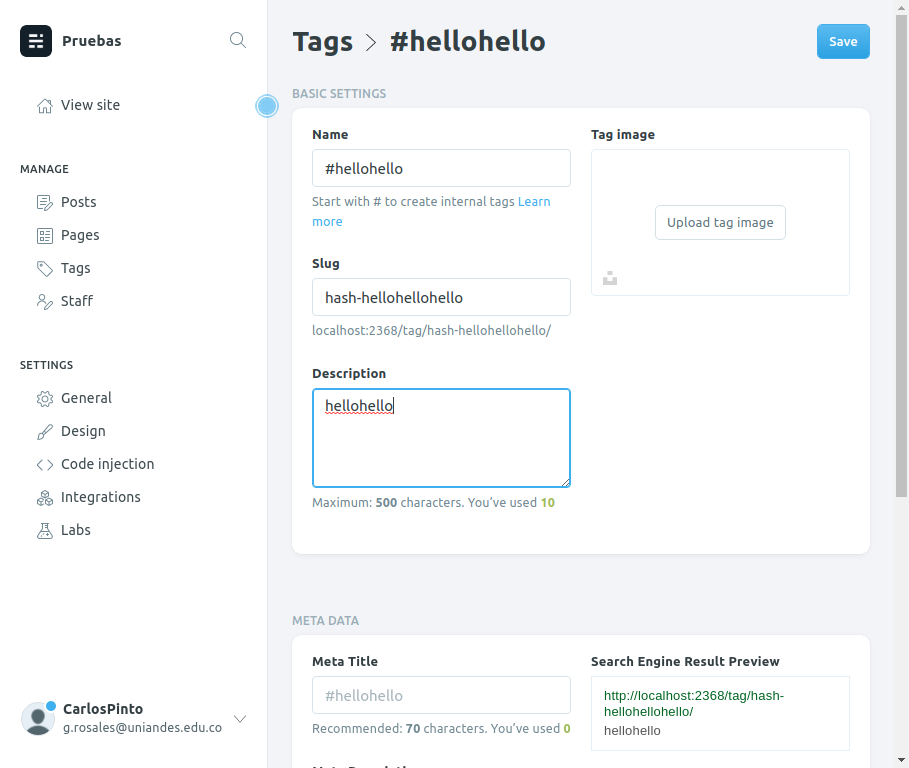 Pruebas
View site
MANAGE
Posts
Pages
Tags
Staff
SETTINGS
General
Design
Code injection
Integrations
Labs
CarlosPinto
g.rosales@uniandes.edu.co
Tags > #hellohello
Save
BASIC SETTINGS
Name
#hellohello
Start with # to create internal tags Learn
more
Slug
hash-hellohellohello
localhost:2368/tag/hash-hellohellohello/
Description
hellohello
Maximum: 500 characters. You’ve used 10
Tag image
Upload tag image
META DATA
Meta Title
#hellohello
Recommended: 70 characters. You’ve used 0
Meta Description
Search Engine Result Preview
http://localhost:2368/tag/hash-
hellohellohello/
hellohello